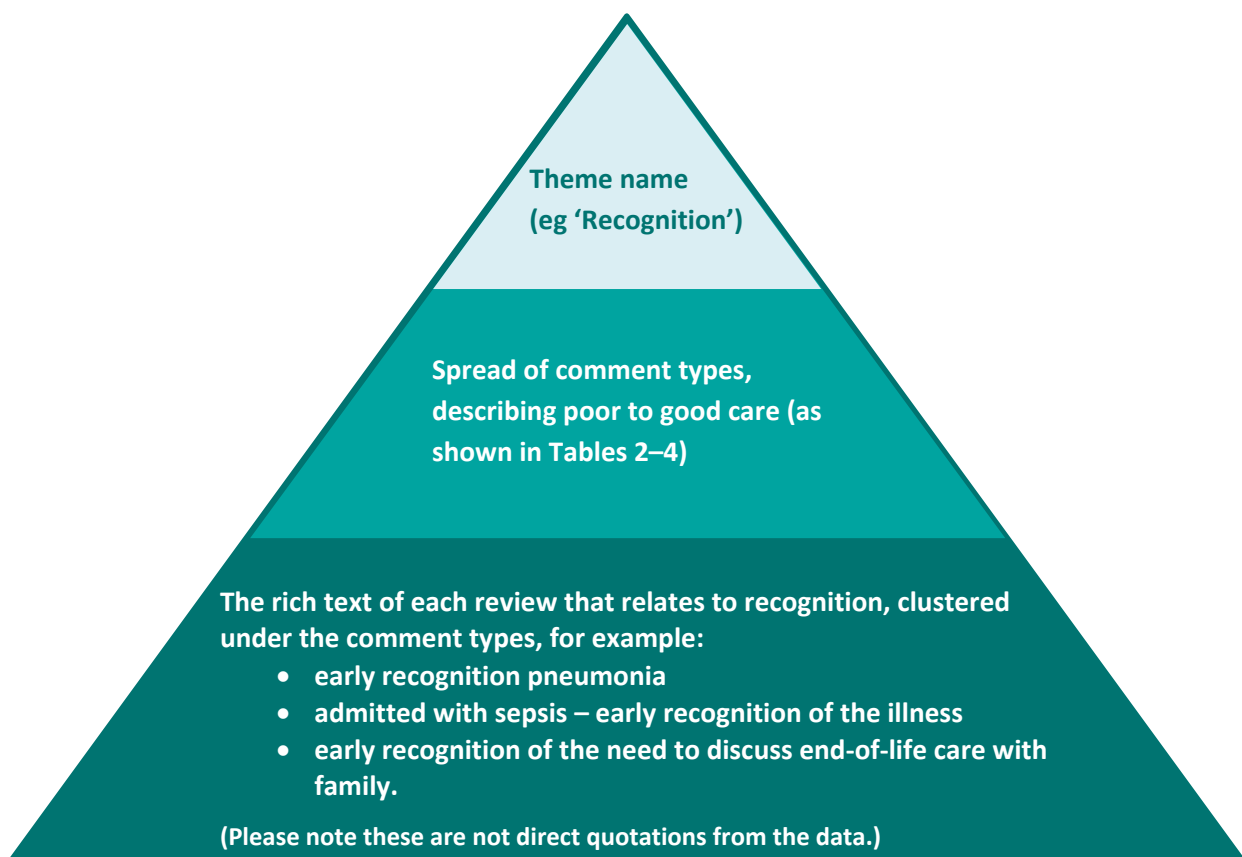 Theme name
(eg ‘Recognition’)
Spread of comment types,
describing poor to good care (as
shown in Tables 2–4)
The rich text of each review that relates to recognition, clustered
under the comment types, for example:
• early recognition pneumonia
• admitted with sepsis – early recognition of the illness
• early recognition of the need to discuss end-of-life care with
family.
(Please note these are not direct quotations from the data.)